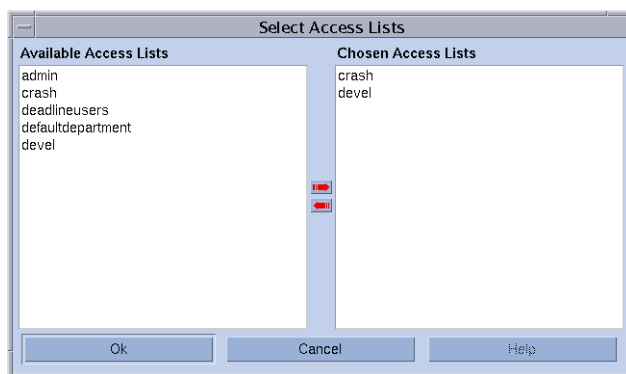 Select Access Lists
Available Access Lists
admin
crash
deadlineusers
defaultdepartment
devel
Chosen Access Lists
crash
devel
Ok
Cancel
Help